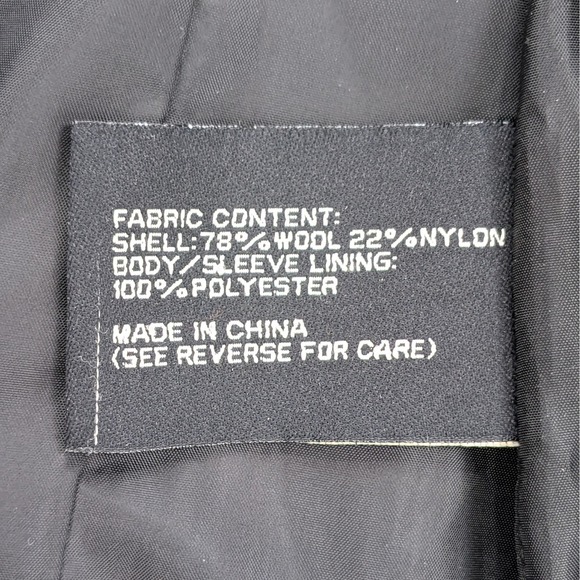 FABRIC CONTENT:
SHELL:78%WOOL 22%NYLON
BODY/SLEEVE LINING:
100%POLYESTER
MADE IN CHINA
(SEE REVERSE FOR CARE)